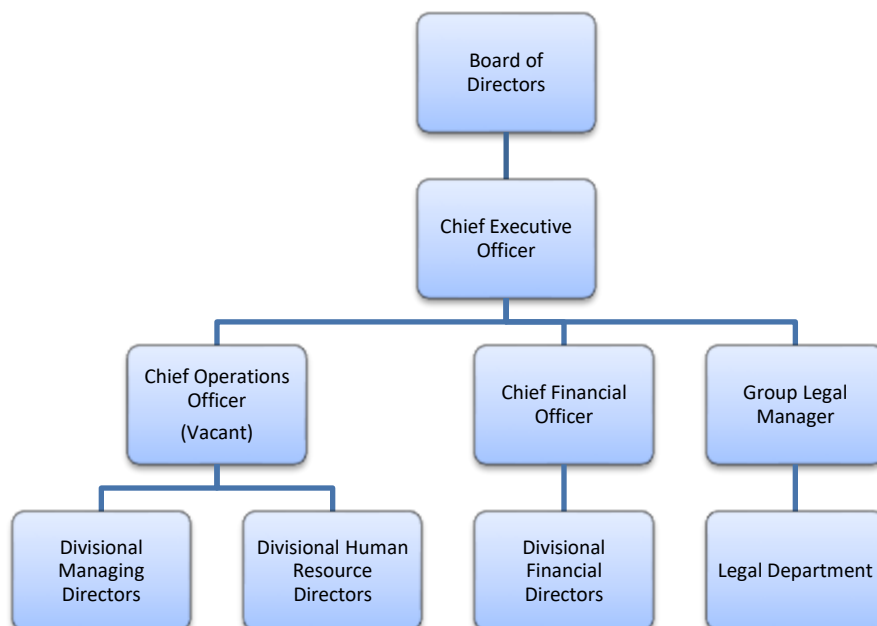 Board of
Directors
Chief Executive
Officer
Chief Operations
Officer
(Vacant)
Chief Financial
Officer
Group Legal
Manager
Divisional
Managing
Directors
Divisional Human
Resource
Directors
Divisional
Financial
Directors
Legal Department